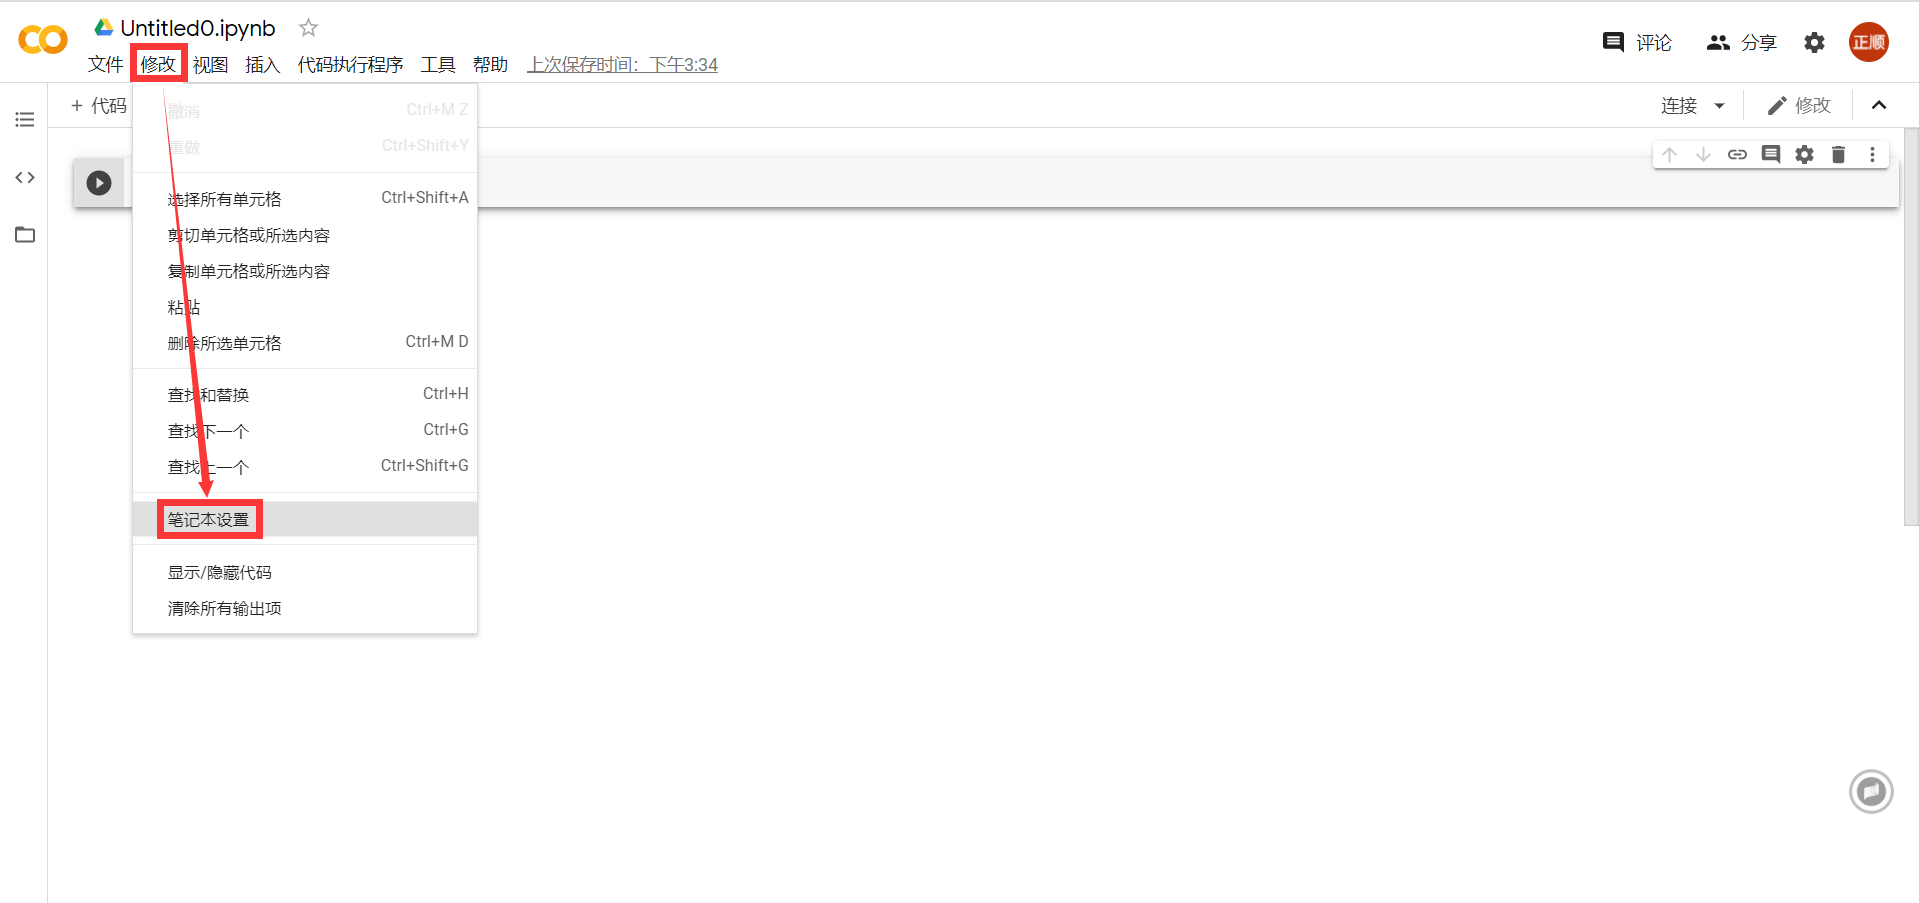 Untitled0.ipynb
文件 修改 视图 插入 代码执行程序 工具 帮助 上次保存时间：下午3:34
评论 分享 正顺
+ 代码
连接 修改
撤消 Ctrl+M Z
重做 Ctrl+Shift+Y
选择所有单元格 Ctrl+Shift+A
剪切单元格或所选内容
复制单元格或所选内容
粘贴
删除所选单元格 Ctrl+M D
查找和替换 Ctrl+H
查找下一个 Ctrl+G
查找上一个 Ctrl+Shift+G
笔记本设置
显示/隐藏代码
清除所有输出项